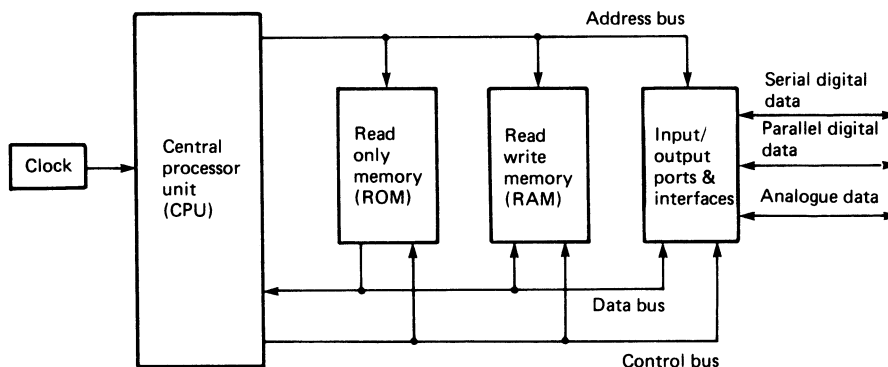 Address bus
Serial digital
data
Parallel digital
data
Analogue data
Clock
Central
processor
unit
(CPU)
Read
only
memory
(ROM)
Read
write
memory
(RAM)
Input/
output
ports &
interfaces
Data bus
Control bus